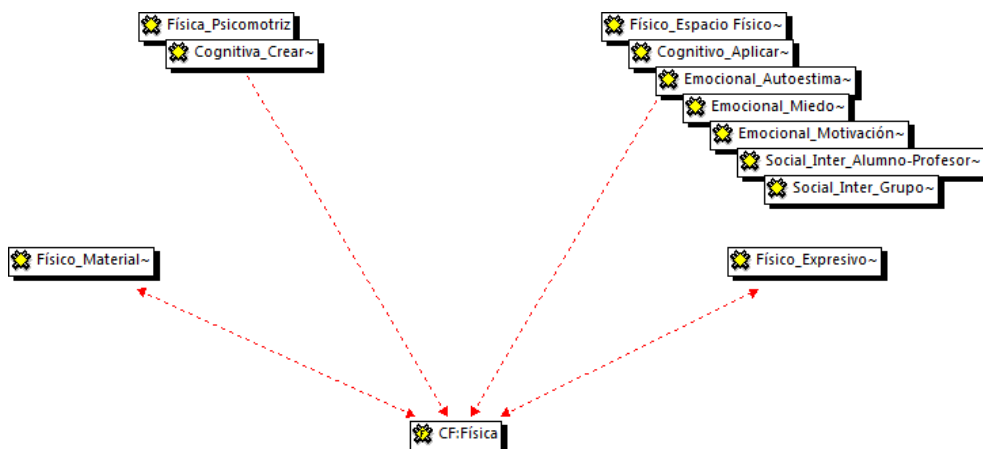 Física_Psicomotriz
Cognitiva_Crear~
Físico_Espacio Físico~
Cognitivo_Aplicar~
Emocional_Autoestima~
Emocional_Miedo~
Emocional_Motivación~
Social_Inter_Alumno-Profesor~
Social_Inter_Grupo~
Físico_Material~
Físico_Expresivo~
CF:Física